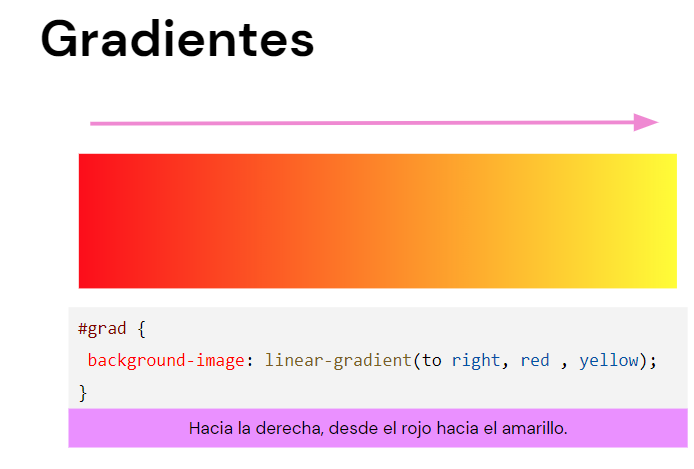 Gradientes
#grad {
background-image: linear-gradient(to right, red , yellow);
}
Hacia la derecha, desde el rojo hacia el amarillo.